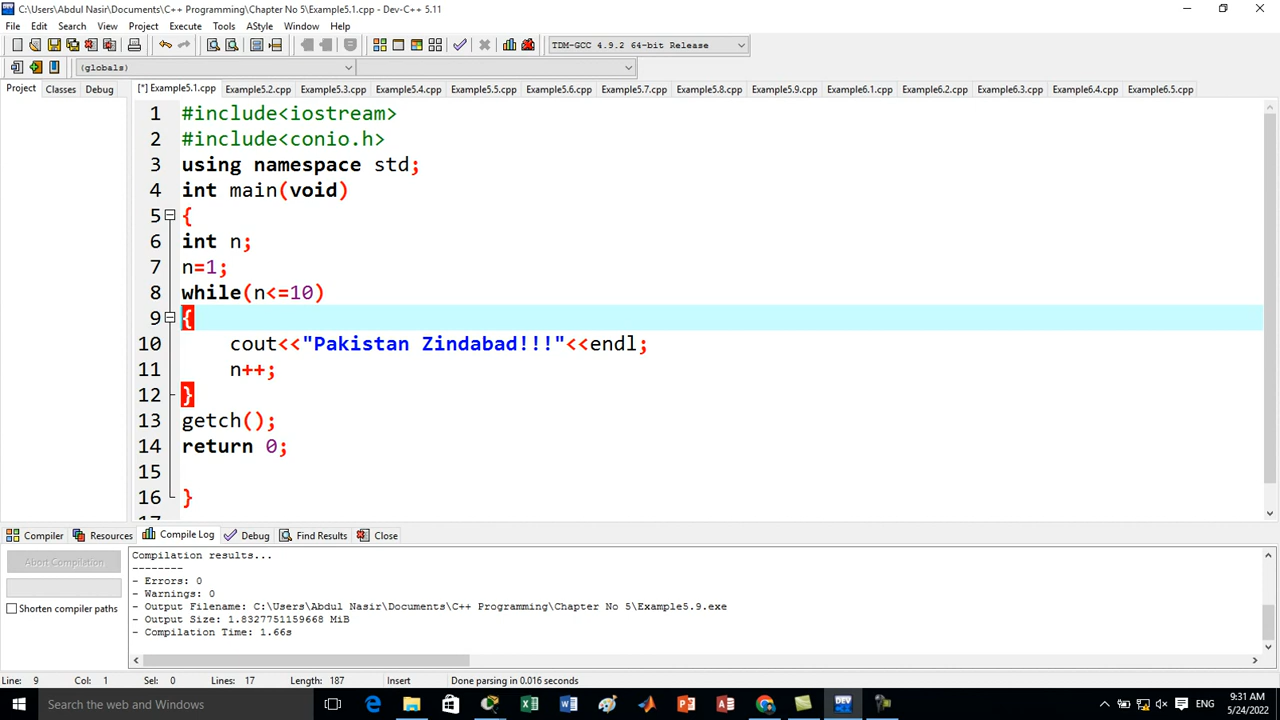 C:\Users\Abdul Nasir\Documents\C++ Programming\Chapter No 5\Example5.1.cpp - Dev-C++ 5.11
File Edit Search View Project Execute Tools AStyle Window Help
TDM-GCC 4.9.2 64-bit Release
(globals)
Project Classes Debug [*] Example5.1.cpp Example5.2.cpp Example5.3.cpp Example5.4.cpp Example5.5.cpp Example5.6.cpp Example5.7.cpp Example5.8.cpp Example5.9.cpp Example6.1.cpp Example6.2.cpp Example6.3.cpp Example6.4.cpp Example6.5.cpp
1 #include<iostream>
2 #include<conio.h>
3 using namespace std;
4 int main(void)
5 {
6 int n;
7 n=1;
8 while(n<=10)
9 {
10 cout<<"Pakistan Zindabad!!!"<<endl;
11 n++;
12 }
13 getch();
14 return 0;
15
16 }
17
Compiler Resources Compile Log Debug Find Results Close
Abort Compilation
Shorten compiler paths
Compilation results...
--------
- Errors: 0
- Warnings: 0
- Output Filename: C:\Users\Abdul Nasir\Documents\C++ Programming\Chapter No 5\Example5.9.exe
- Output Size: 1.8327751159668 MiB
- Compilation Time: 1.66s
Line: 9 Col: 1 Sel: 0 Lines: 17 Length: 187 Insert Done parsing in 0.016 seconds
Search the web and Windows
DEV
ENG
9:31 AM
5/24/2022